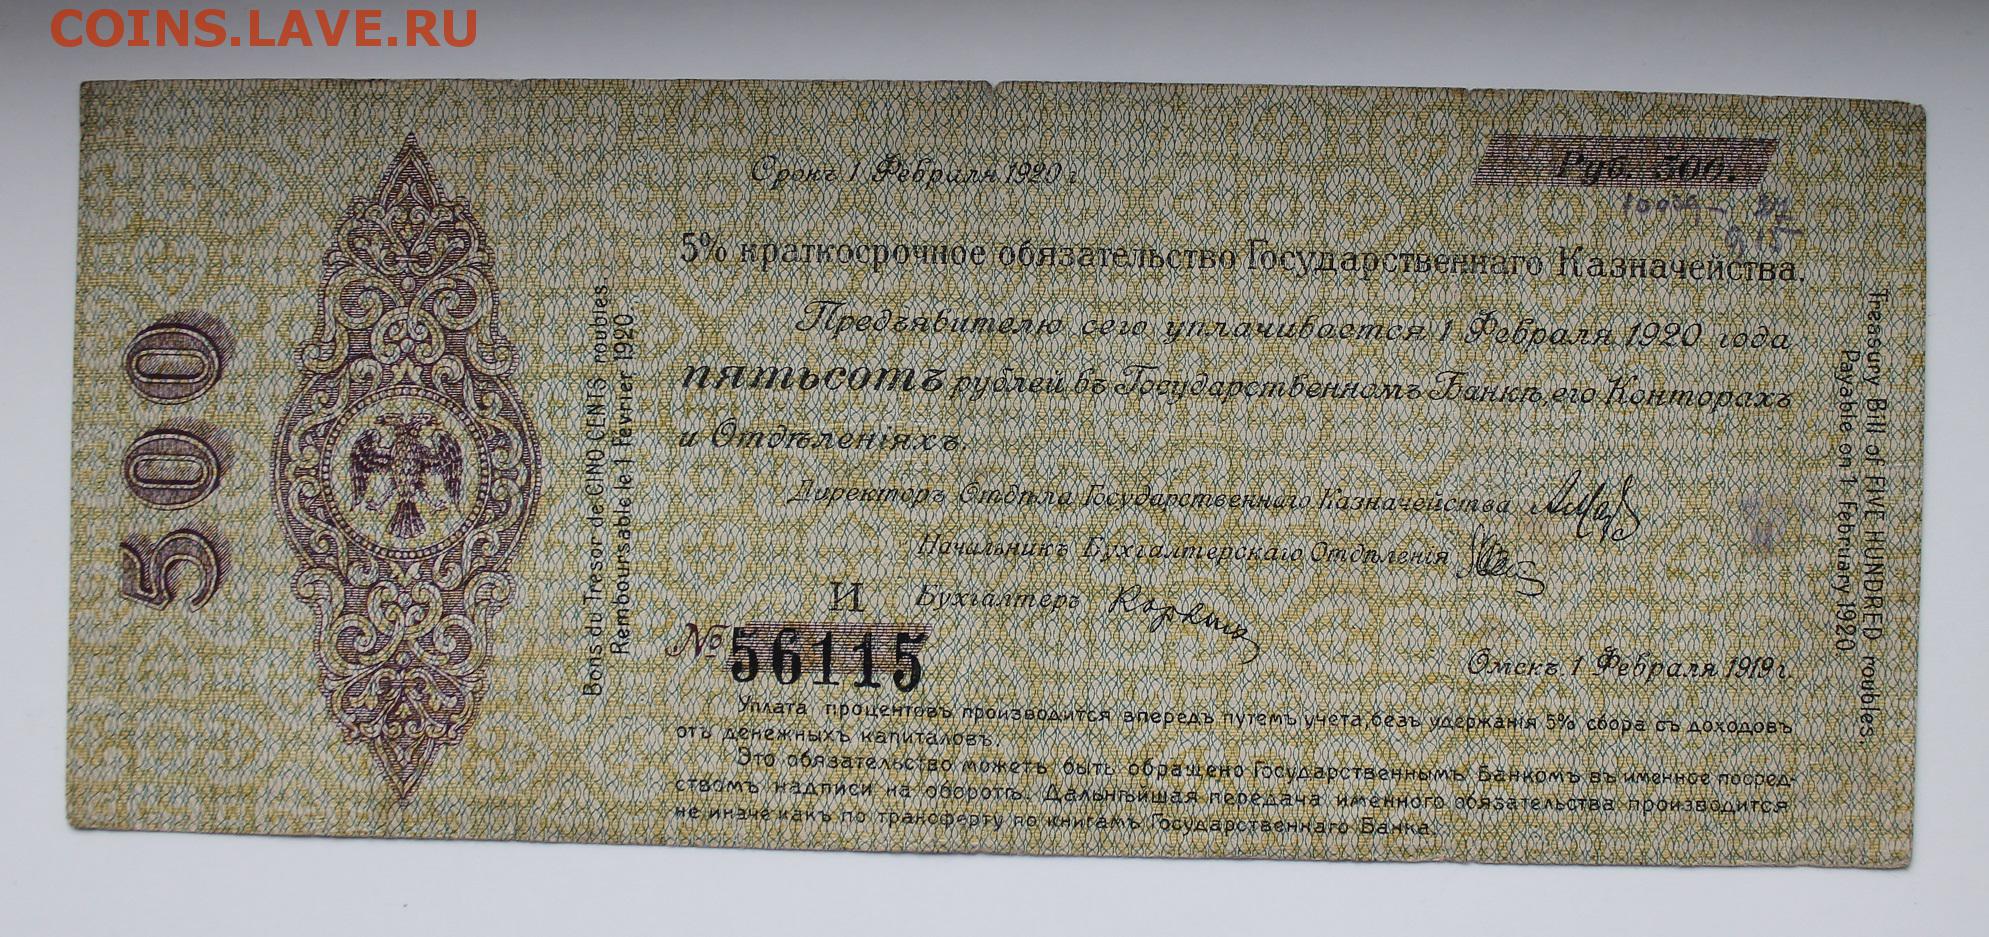 COINS.LAVE.RU
500
Bons du Tresor de CINQ CENTS roubles.
Remboursable le 1 Fevrier 1920.
Срокъ 1 Февраля 1920 г.
Руб. 500.
5% краткосрочное обязательство Государственнаго Казначейства.
Предъявителю сего уплачивается 1 Февраля 1920 года
пятьсотъ рублей въ Государственномъ Банкѣ, его Конторахъ
и Отдѣленіяхъ.
Директоръ Отдѣла Государственнаго Казначейства
Начальникъ Бухгалтерскаго Отдѣленія
И Бухгалтеръ
№ 56115
Омскъ. 1 Февраля 1919 г.
Уплата процентовъ производится впередъ путемъ учета, безъ удержанія 5% сбора съ доходовъ
отъ денежныхъ капиталовъ.
Это обязательство можетъ быть обращено Государственнымъ Банкомъ въ именное посред-
ствомъ надписи на оборотѣ. Дальнѣйшая передача именного обязательства производится
не иначе какъ по трансферту по книгамъ Государственнаго Банка.
Treasury Bill of FIVE HUNDRED roubles.
Payable on 1 February 1920.